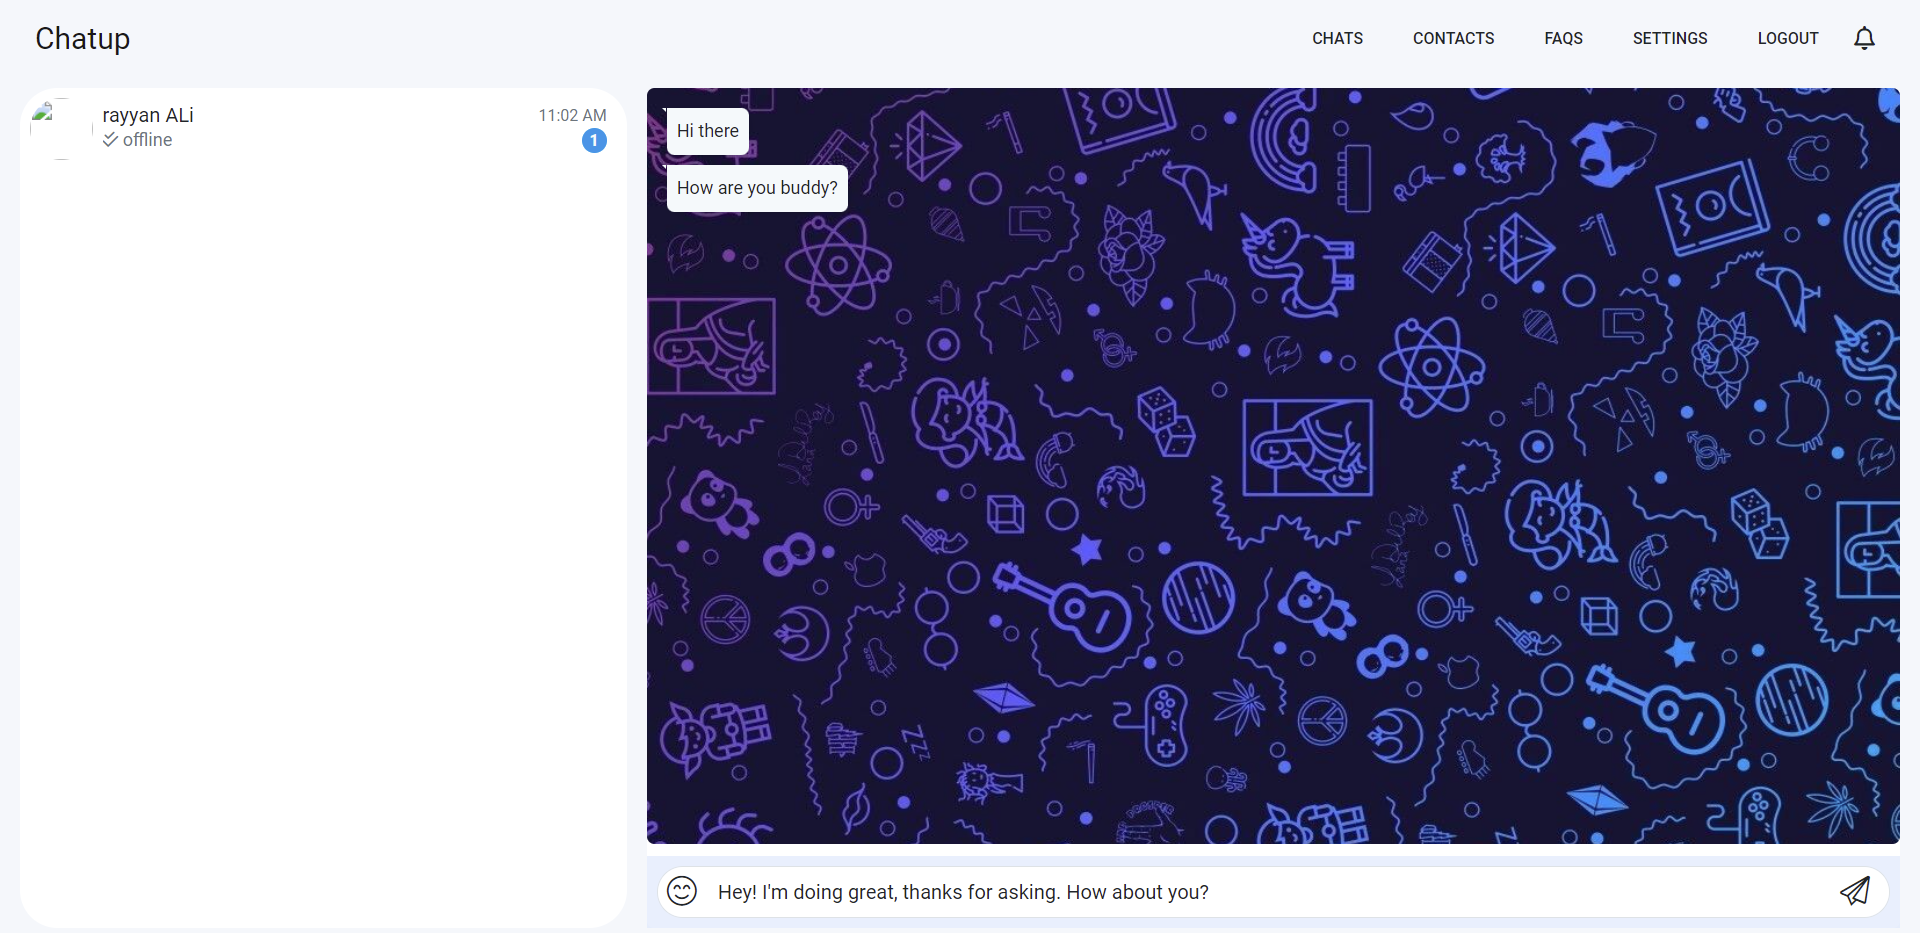 Chatup
CHATS CONTACTS FAQS SETTINGS LOGOUT
rayyan ALi 11:02 AM
offline 1
Hi there
How are you buddy?
Hey! I'm doing great, thanks for asking. How about you?